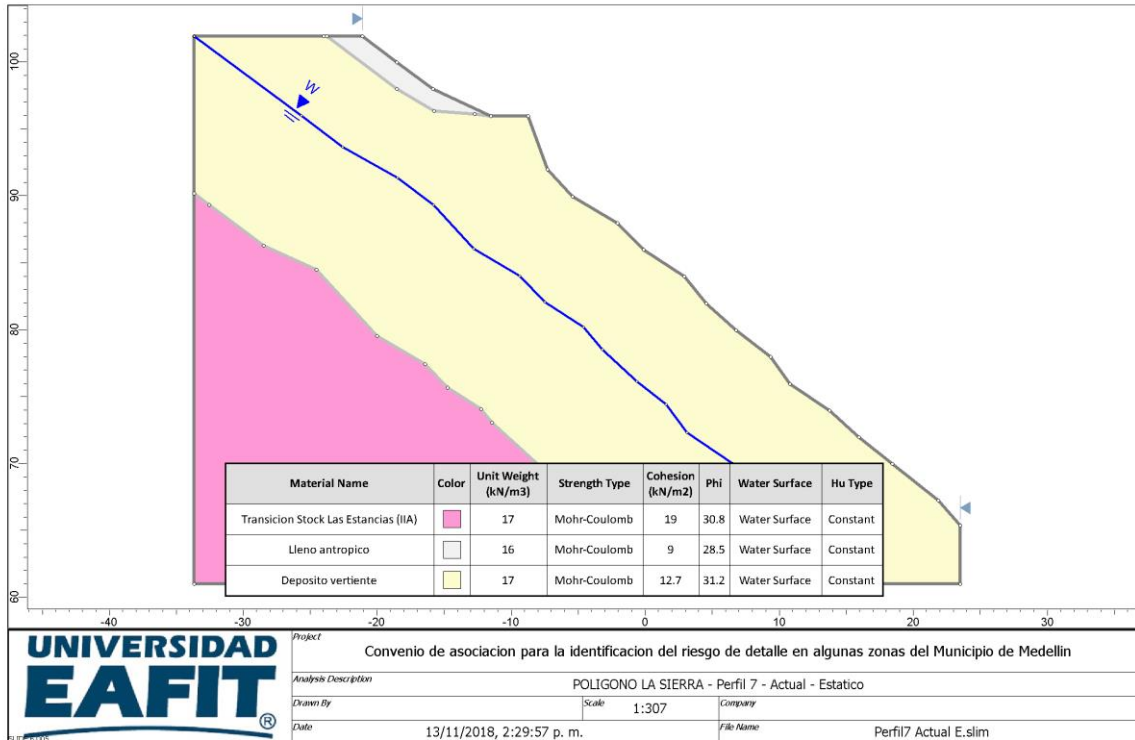 100
90
80
70
60
W
Material Name Color Unit Weight (kN/m3) Strength Type Cohesion (kN/m2) Phi Water Surface Hu Type
Transicion Stock Las Estancias (IIA) 17 Mohr-Coulomb 19 30.8 Water Surface Constant
Lleno antropico 16 Mohr-Coulomb 9 28.5 Water Surface Constant
Deposito vertiente 17 Mohr-Coulomb 12.7 31.2 Water Surface Constant
-40 -30 -20 -10 0 10 20 30
UNIVERSIDAD
EAFIT®
Project
Convenio de asociacion para la identificacion del riesgo de detalle en algunas zonas del Municipio de Medellin
Analysis Description
POLIGONO LA SIERRA - Perfil 7 - Actual - Estatico
Drawn By
Scale 1:307
Company
Date
13/11/2018, 2:29:57 p. m.
File Name
Perfil7 Actual E.slim